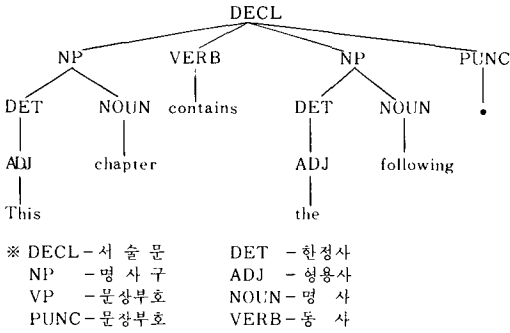 DECL
NP VERB NP PUNC
DET NOUN contains DET NOUN .
ADJ chapter ADJ following
This the
※ DECL-서 술 문 DET -한정사
NP -명 사 구 ADJ -형용사
VP -문장부호 NOUN-명 사
PUNC-문장부호 VERB-동 사